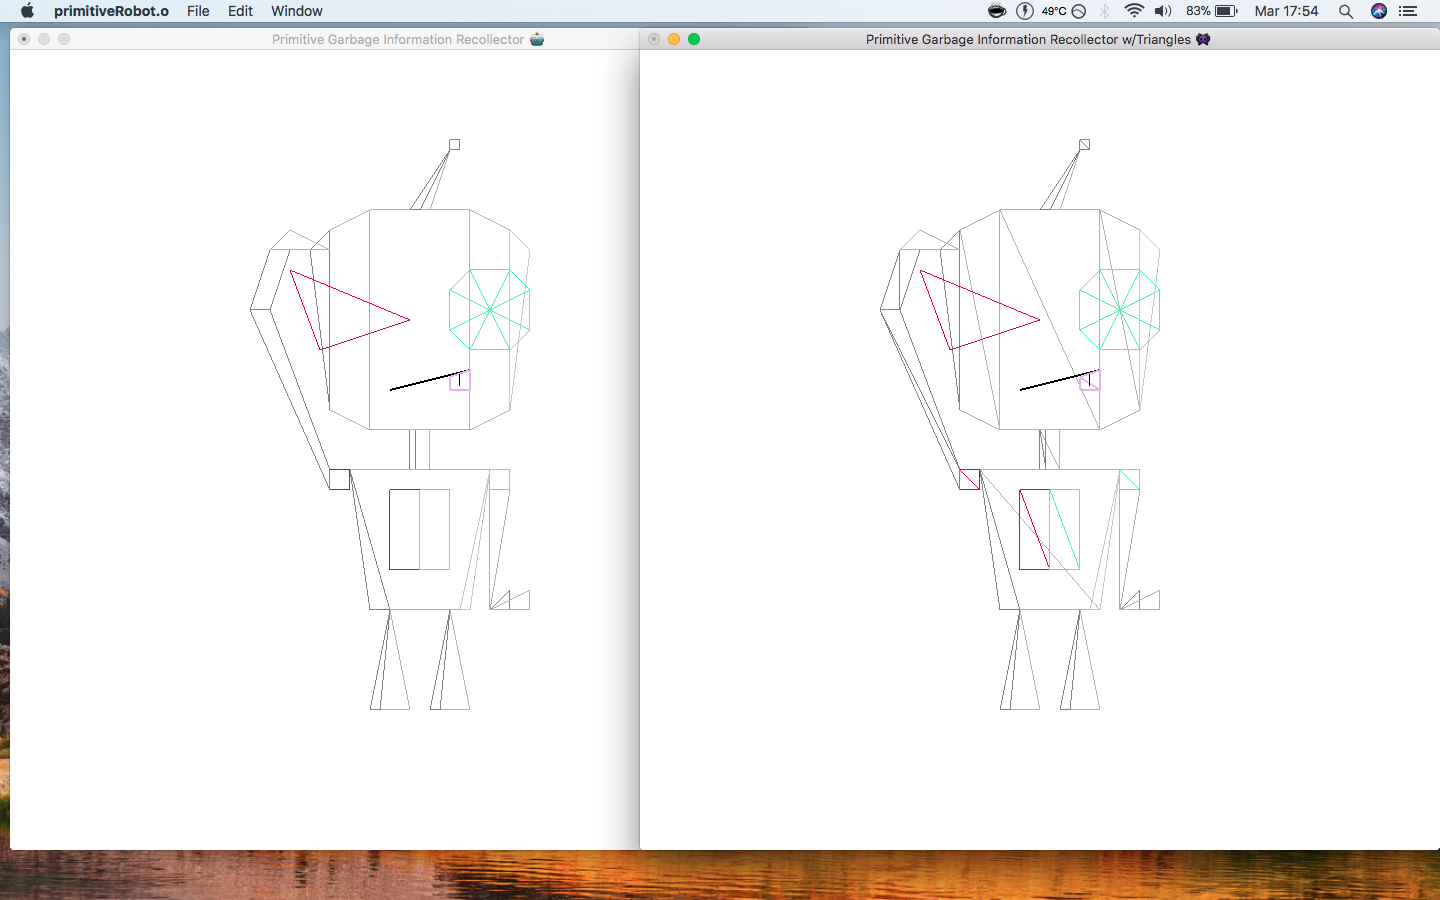 primitiveRobot.o File Edit Window 49°C 83% Mar 17:54
Primitive Garbage Information Recollector 🤖
Primitive Garbage Information Recollector w/Triangles 👾